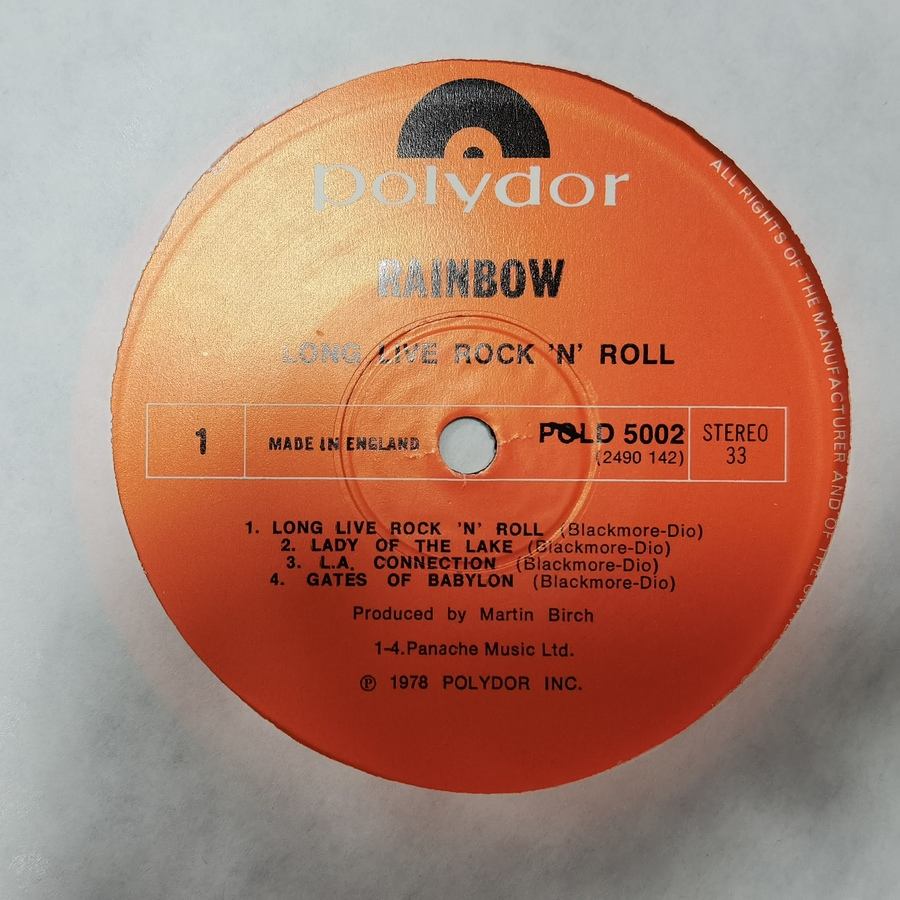 polydor
RAINBOW
LONG LIVE ROCK 'N' ROLL
1 MADE IN ENGLAND POLD 5002 STEREO
(2490 142) 33
1. LONG LIVE ROCK 'N' ROLL (Blackmore-Dio)
2. LADY OF THE LAKE (Blackmore-Dio)
3. L.A. CONNECTION (Blackmore-Dio)
4. GATES OF BABYLON (Blackmore-Dio)
Produced by Martin Birch
1-4.Panache Music Ltd.
℗ 1978 POLYDOR INC.
ALL RIGHTS OF THE MANUFACTURER AND OF THE